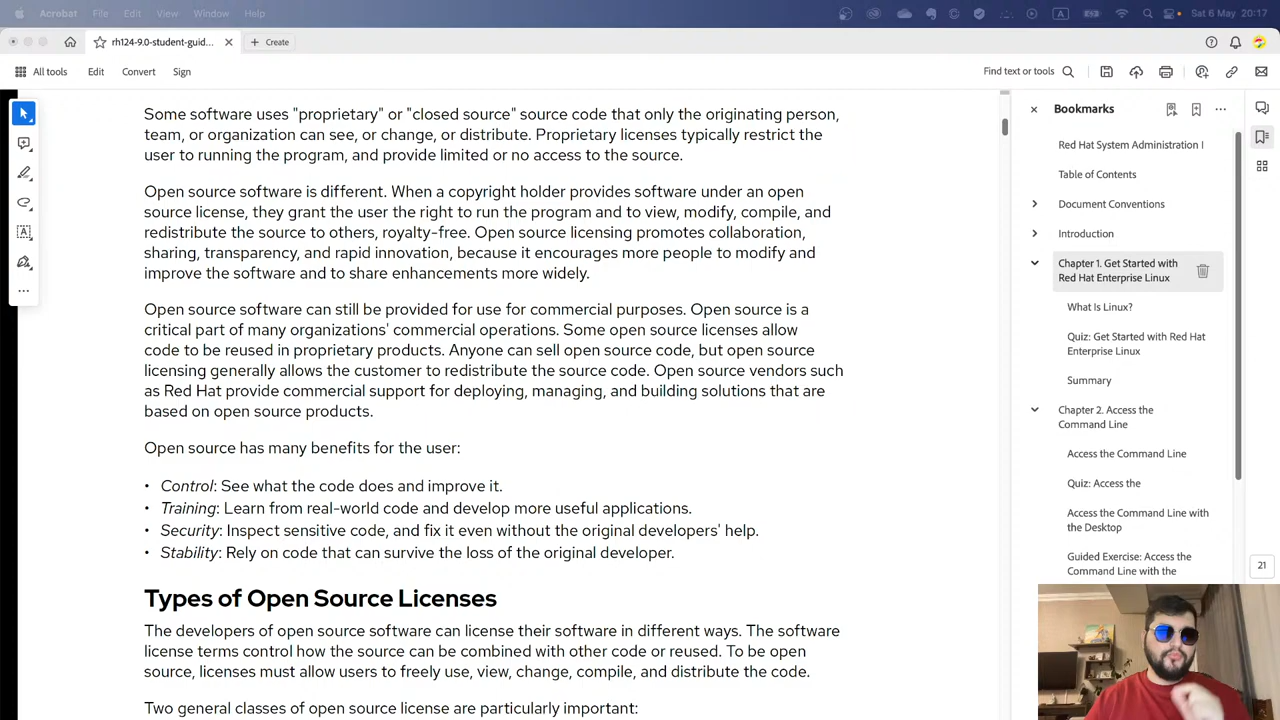 Acrobat File Edit View Window Help
Sat 6 May 20:17
rh124-9.0-student-guid...
Create
All tools Edit Convert Sign
Find text or tools
Some software uses "proprietary" or "closed source" source code that only the originating person,
team, or organization can see, or change, or distribute. Proprietary licenses typically restrict the
user to running the program, and provide limited or no access to the source.
Open source software is different. When a copyright holder provides software under an open
source license, they grant the user the right to run the program and to view, modify, compile, and
redistribute the source to others, royalty-free. Open source licensing promotes collaboration,
sharing, transparency, and rapid innovation, because it encourages more people to modify and
improve the software and to share enhancements more widely.
Open source software can still be provided for use for commercial purposes. Open source is a
critical part of many organizations' commercial operations. Some open source licenses allow
code to be reused in proprietary products. Anyone can sell open source code, but open source
licensing generally allows the customer to redistribute the source code. Open source vendors such
as Red Hat provide commercial support for deploying, managing, and building solutions that are
based on open source products.
Open source has many benefits for the user:
• Control: See what the code does and improve it.
• Training: Learn from real-world code and develop more useful applications.
• Security: Inspect sensitive code, and fix it even without the original developers' help.
• Stability: Rely on code that can survive the loss of the original developer.
Types of Open Source Licenses
The developers of open source software can license their software in different ways. The software
license terms control how the source can be combined with other code or reused. To be open
source, licenses must allow users to freely use, view, change, compile, and distribute the code.
Two general classes of open source license are particularly important:
Bookmarks
Red Hat System Administration I
Table of Contents
Document Conventions
Introduction
Chapter 1. Get Started with
Red Hat Enterprise Linux
What Is Linux?
Quiz: Get Started with Red Hat
Enterprise Linux
Summary
Chapter 2. Access the
Command Line
Access the Command Line
Quiz: Access the
Access the Command Line with
the Desktop
Guided Exercise: Access the
Command Line with the
21